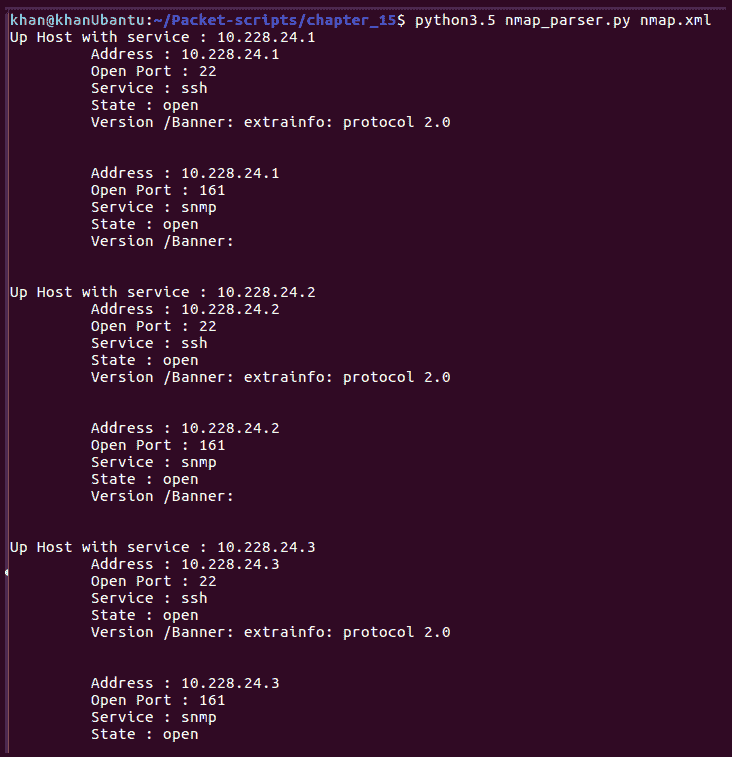 khan@khanUbantu:~/Packet-scripts/chapter_15$ python3.5 nmap_parser.py nmap.xml
Up Host with service : 10.228.24.1
Address : 10.228.24.1
Open Port : 22
Service : ssh
State : open
Version /Banner: extrainfo: protocol 2.0
Address : 10.228.24.1
Open Port : 161
Service : snmp
State : open
Version /Banner:
Up Host with service : 10.228.24.2
Address : 10.228.24.2
Open Port : 22
Service : ssh
State : open
Version /Banner: extrainfo: protocol 2.0
Address : 10.228.24.2
Open Port : 161
Service : snmp
State : open
Version /Banner:
Up Host with service : 10.228.24.3
Address : 10.228.24.3
Open Port : 22
Service : ssh
State : open
Version /Banner: extrainfo: protocol 2.0
Address : 10.228.24.3
Open Port : 161
Service : snmp
State : open